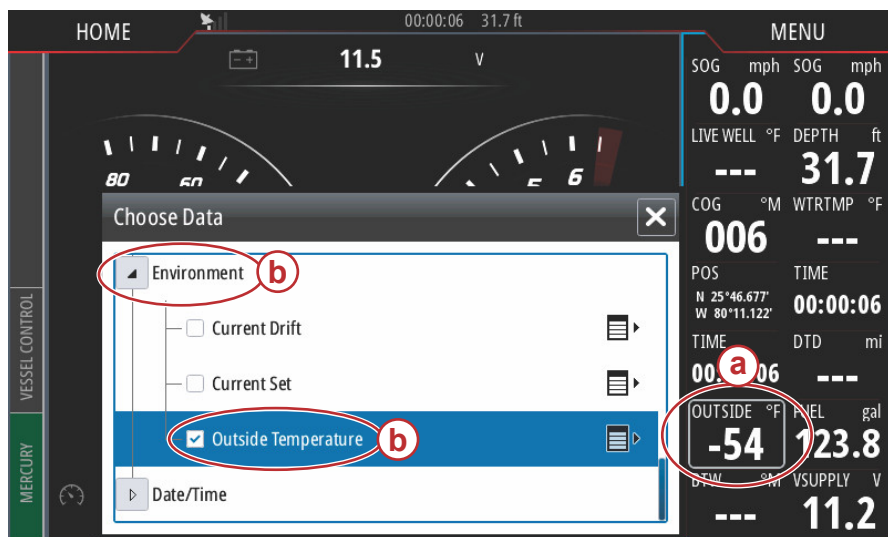 HOME
00:00:06 31.7 ft
MENU
11.5 V
80 60
5 6
VESSEL CONTROL
MERCURY
Choose Data
Environment
b
Current Drift
Current Set
Outside Temperature
b
Date/Time
SOG mph SOG mph
0.0 0.0
LIVE WELL °F DEPTH ft
--- 31.7
COG °M WTRTMP °F
006 ---
POS TIME
N 25°46.677'
W 80°11.122'
00:00:06
TIME DTD mi
a
---
OUTSIDE °F FUEL gal
-54 123.8
°M VSUPPLY V
--- 11.2